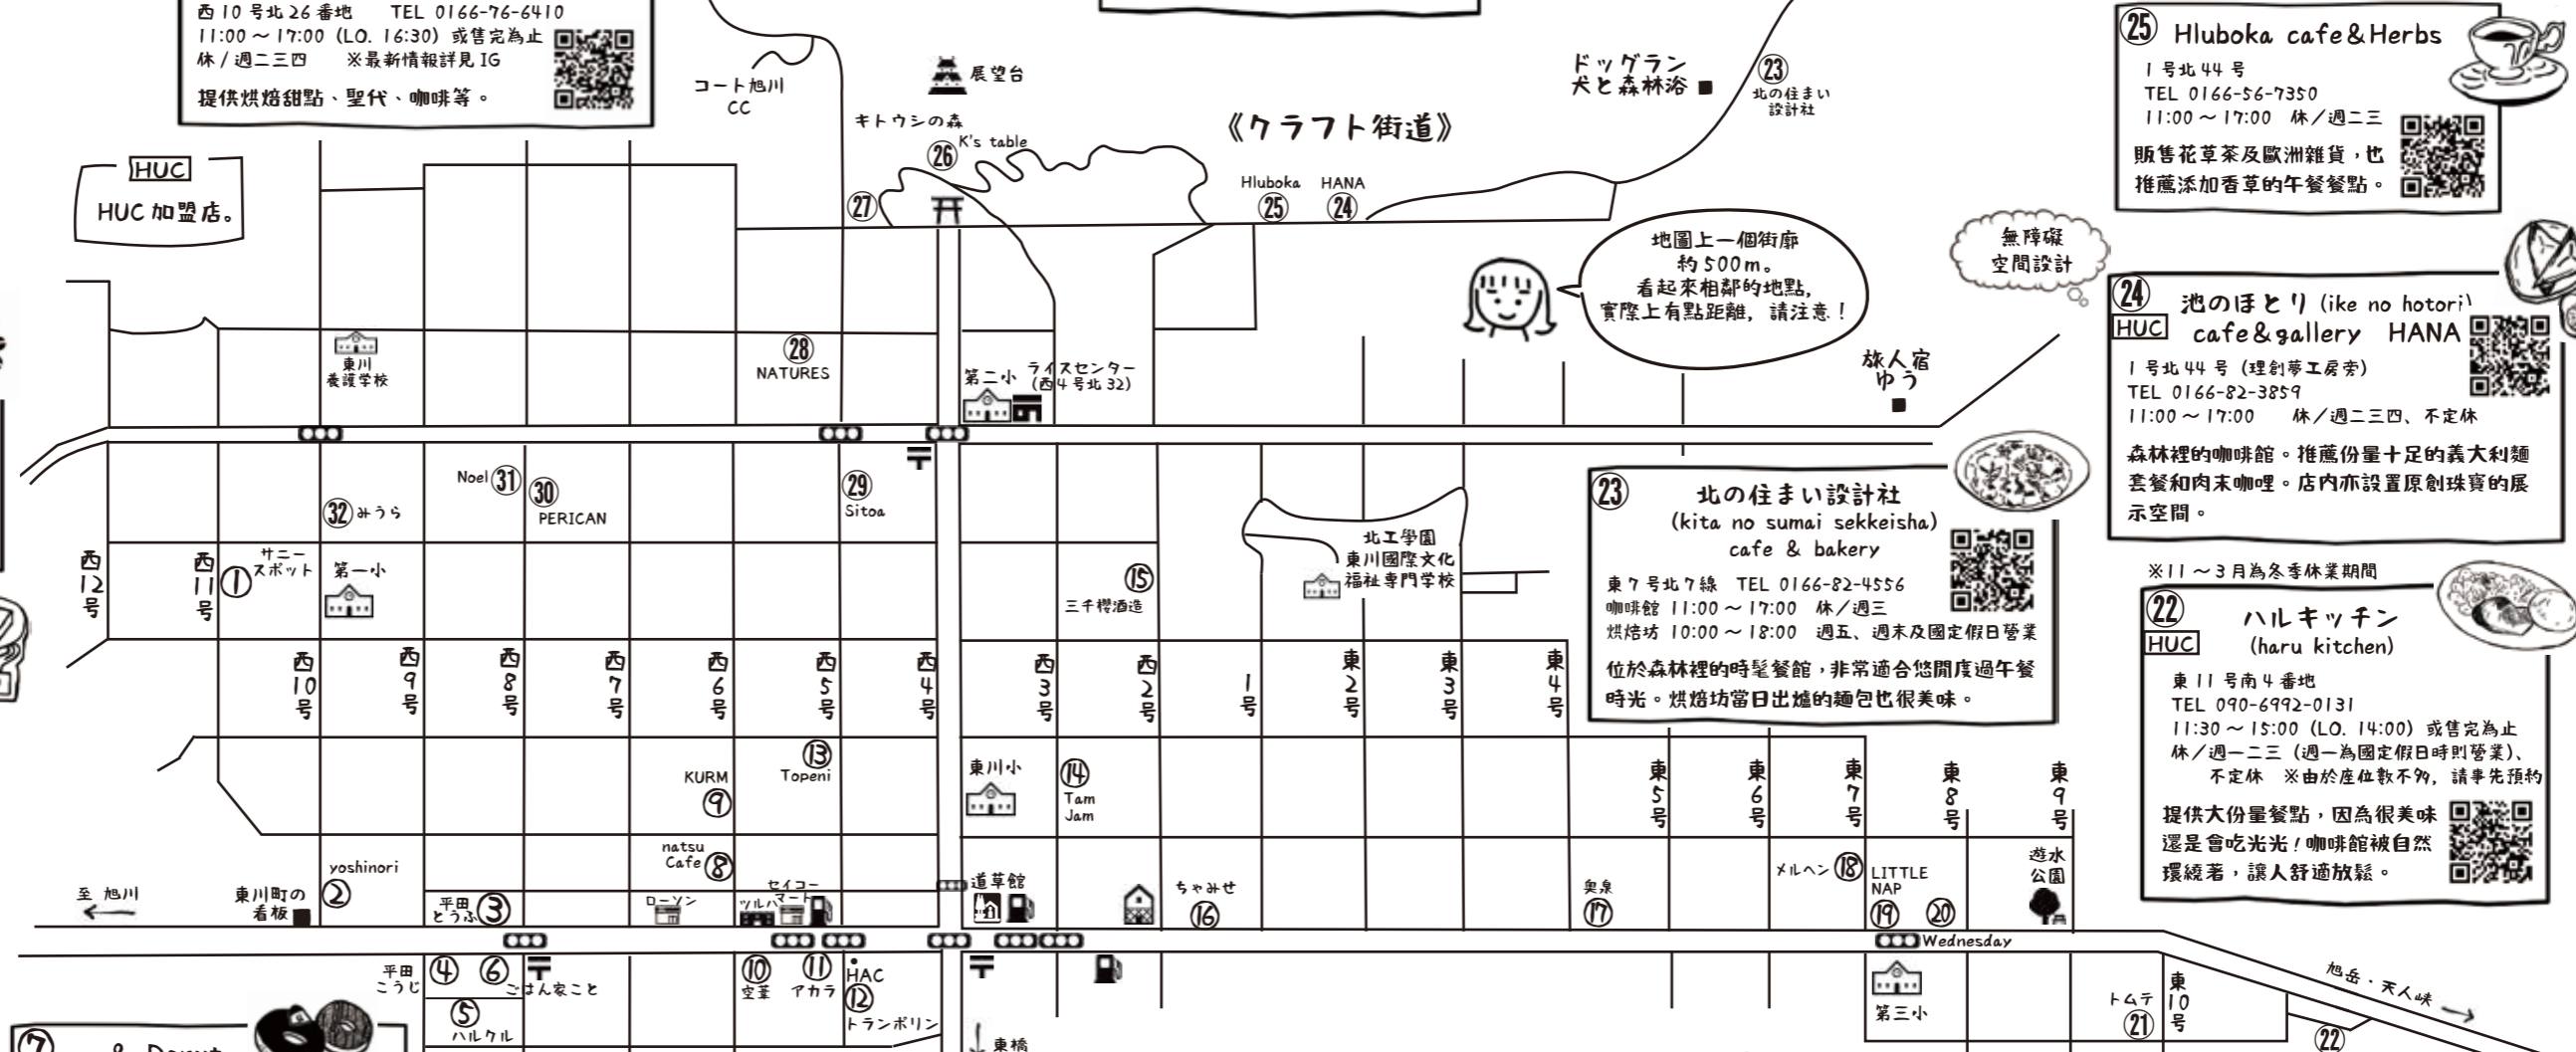 西10号北26番地 TEL 0166-76-6410
11:00～17:00 (LO. 16:30) 或售完為止
休/週二三四 ※最新情報詳見IG
提供烘焙甜點、聖代、咖啡等。
HUC
HUC加盟店。
コート旭川
CC
展望台
キトウシの森
K's table
26
27
《クラフト街道》
ドッグラン
犬と森林浴
23
北の住まい
設計社
Hluboka
25
HANA
24
地圖上一個街廓
約500m。
看起來相鄰的地點,
實際上有點距離, 請注意！
25 Hluboka cafe&Herbs
1号北44号
TEL 0166-56-7350
11:00～17:00 休/週二三
販售花草茶及歐洲雜貨，也
推薦添加香草的午餐餐點。
無障礙
空間設計
24 池のほとり (ike no hotori)
HUC cafe&gallery HANA
1号北44号 (理創夢工房旁)
TEL 0166-82-3859
11:00～17:00 休/週二三四、不定休
森林裡的咖啡館。推薦份量十足的義大利麵
套餐和肉末咖哩。店內亦設置原創珠寶的展
示空間。
東川
養護学校
28
NATURES
第二小
ライスセンター
(西4号北32)
旅人宿
ゆう
Noel 31
30
PERICAN
29
Sitoa
32 みうら
23 北の住まい設計社
(kita no sumai sekkeisha)
cafe & bakery
東7号北7線 TEL 0166-82-4556
咖啡館 11:00～17:00 休/週三
烘焙坊 10:00～18:00 週五、週末及國定假日營業
位於森林裡的時髦餐館，非常適合悠閒度過午餐
時光。烘焙坊當日出爐的麵包也很美味。
西12号
西11号
1
サニー
スポット
第一小
15
三千櫻酒造
北工學園
東川國際文化
福祉専門学校
※11～3月為冬季休業期間
22 ハルキッチン
HUC (haru kitchen)
東11号南4番地
TEL 090-6992-0131
11:30～15:00 (LO. 14:00) 或售完為止
休/週一二三 (週一為國定假日時則營業)、
不定休 ※由於座位數不多, 請事先預約
提供大份量餐點，因為很美味
還是會吃光光！咖啡館被自然
環繞著，讓人舒適放鬆。
西10号
西9号
西8号
西7号
西6号
西5号
西4号
西3号
西2号
1号
東2号
東3号
東4号
東5号
東6号
東7号
東8号
東9号
KURM
9
13
Topeni
東川小
14
Tam
Jam
natsu
Cafe 8
yoshinori
2
至 旭川
東川町の
看板
平田
とうふ 3
ローソン
セイコー
マート
ツルハ
道草館
ちゃみせ
16
奥泉
17
メルヘン 18
LITTLE
NAP
19
20
遊水
公園
Wednesday
平田
こうじ
4
6
ごはん家こと
5
ハルクル
10
空葉
11
アカラ
HAC
12
トランポリン
東橋
第三小
トムテ
21
東10号
旭岳・天人峡
22
7
& Donut